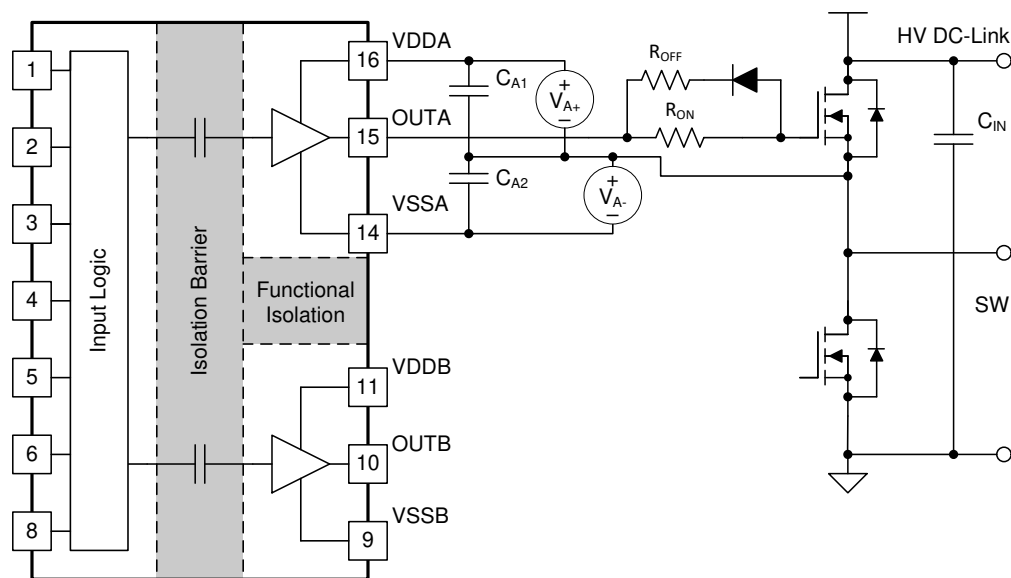 1
2
3
4
5
6
8
Input Logic
Isolation Barrier
Functional
Isolation
VDDA
16
OUTA
15
VSSA
14
VDDB
11
OUTB
10
VSSB
9
C_A1
C_A2
+
V_A+
–
+
V_A-
–
R_OFF
R_ON
HV DC-Link
C_IN
SW